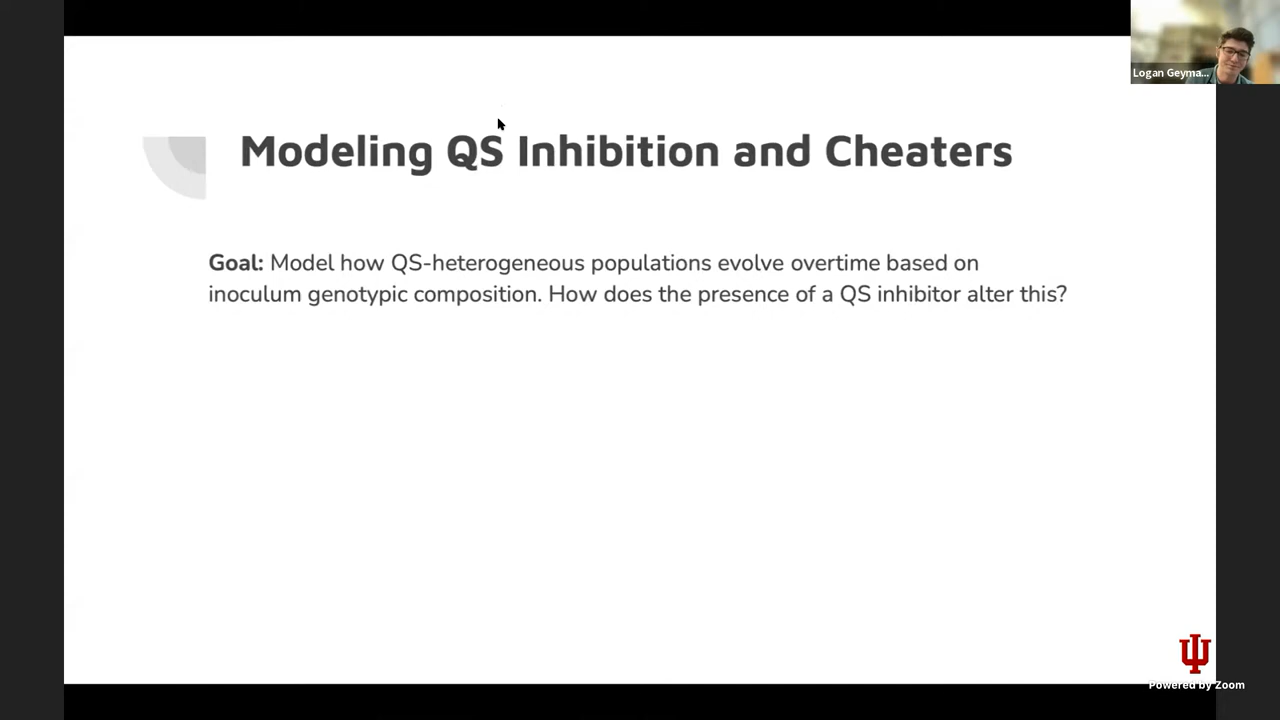 Logan Geyma...
Modeling QS Inhibition and Cheaters
Goal: Model how QS-heterogeneous populations evolve overtime based on
inoculum genotypic composition. How does the presence of a QS inhibitor alter this?
Powered by Zoom